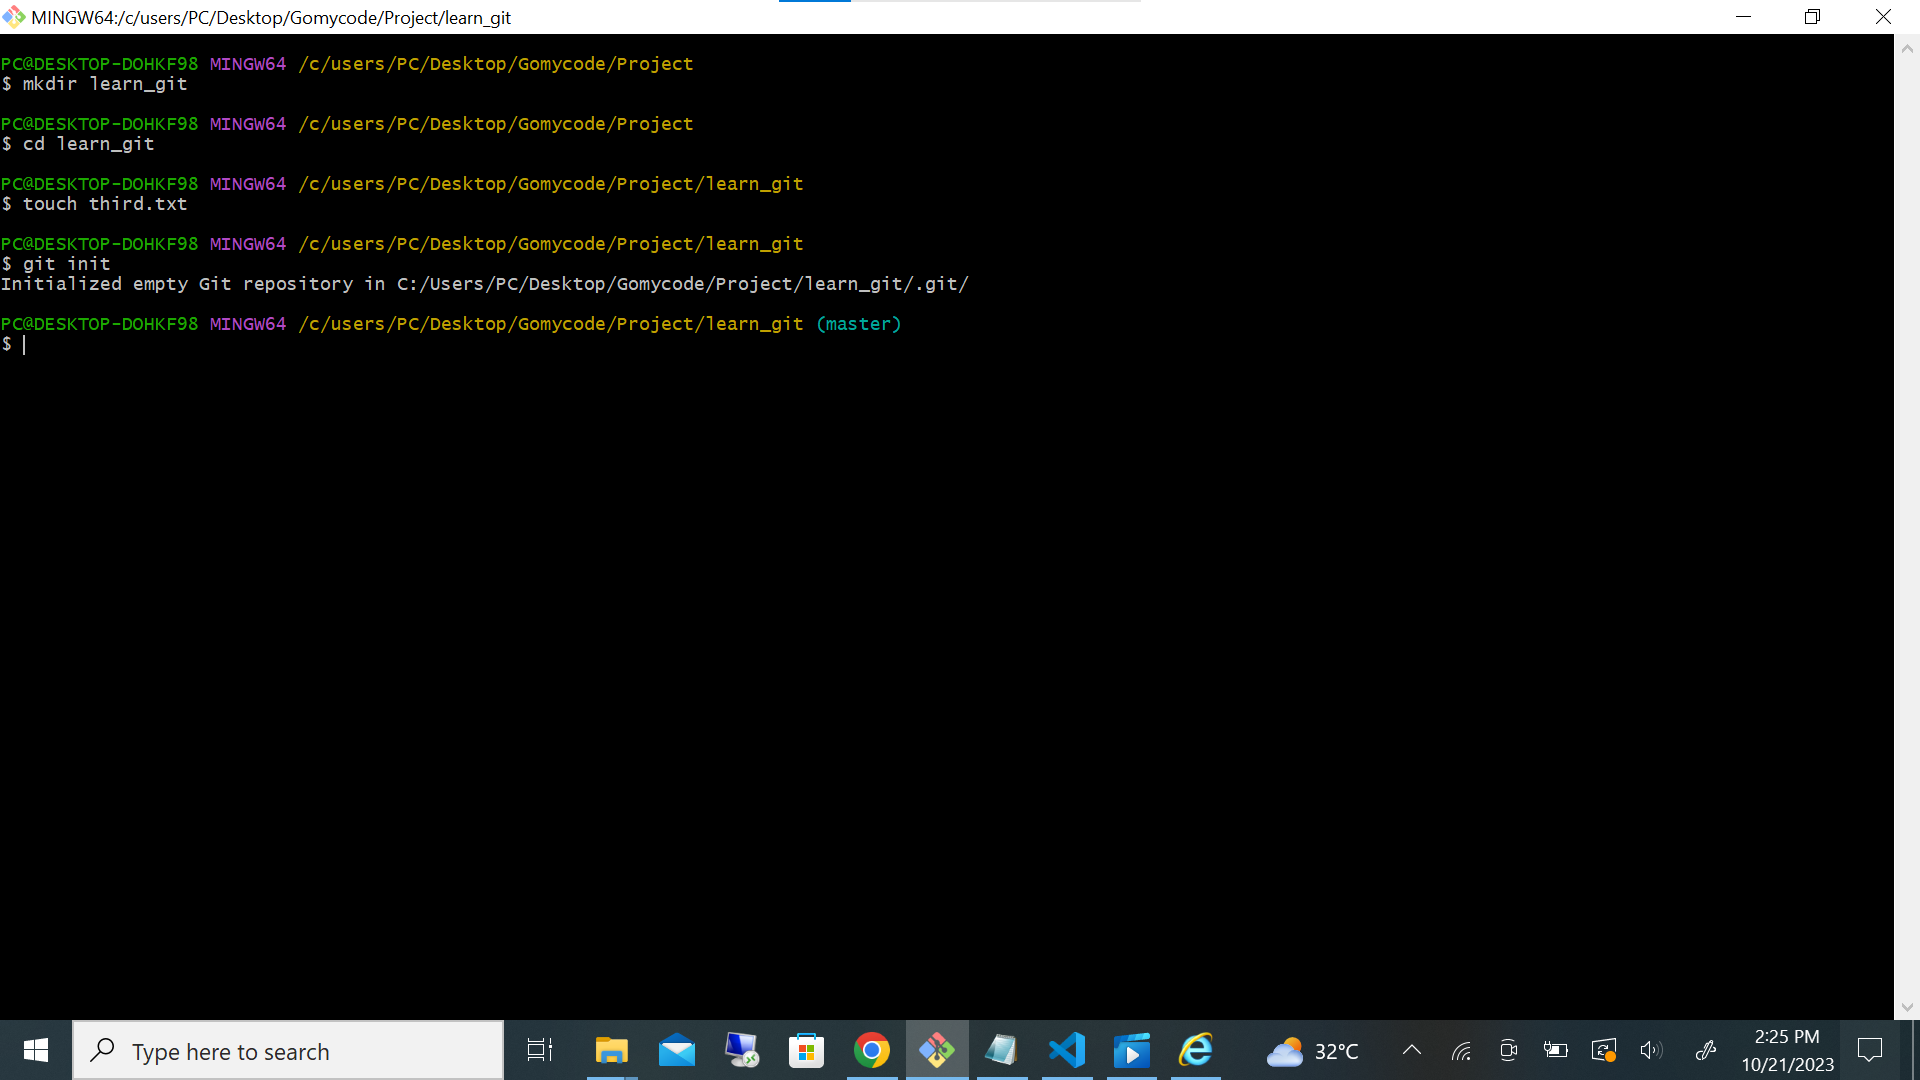 MINGW64:/c/users/PC/Desktop/Gomycode/Project/learn_git
PC@DESKTOP-DOHKF98 MINGW64 /c/users/PC/Desktop/Gomycode/Project
$ mkdir learn_git
PC@DESKTOP-DOHKF98 MINGW64 /c/users/PC/Desktop/Gomycode/Project
$ cd learn_git
PC@DESKTOP-DOHKF98 MINGW64 /c/users/PC/Desktop/Gomycode/Project/learn_git
$ touch third.txt
PC@DESKTOP-DOHKF98 MINGW64 /c/users/PC/Desktop/Gomycode/Project/learn_git
$ git init
Initialized empty Git repository in C:/Users/PC/Desktop/Gomycode/Project/learn_git/.git/
PC@DESKTOP-DOHKF98 MINGW64 /c/users/PC/Desktop/Gomycode/Project/learn_git (master)
$
Type here to search
32°C
2:25 PM
10/21/2023